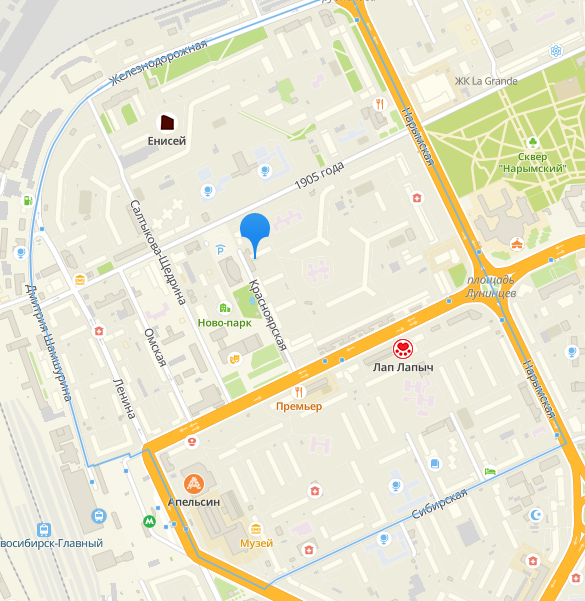 Железнодорожная
ЖК La Grande
Нарымская
Енисей
Сквер
"Нарымский"
1905 года
Салтыкова-Щедрина
площадь
Лунинцев
Дмитрия Шамшурина
Красноярская
Ново-парк
Омская
Лап Лапыч
Нарымская
Ленина
Премьер
Апельсин
Сибирская
восибирск-Главный
Музей